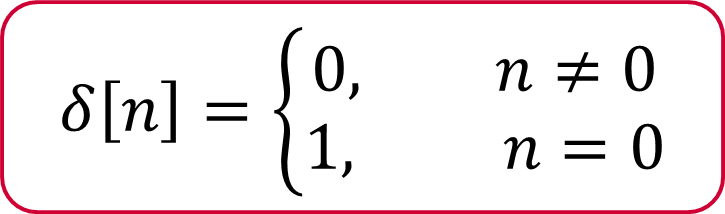 δ[n] = {0, n ≠ 0
1, n = 0